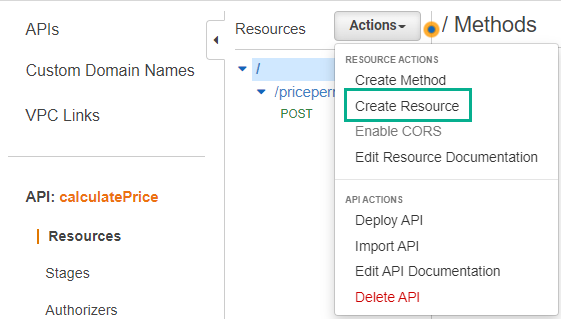 APIs
Custom Domain Names
VPC Links
API: calculatePrice
Resources
Stages
Authorizers
Resources
Actions
/ Methods
/
POST
RESOURCE ACTIONS
Create Method
Create Resource
Enable CORS
Edit Resource Documentation
API ACTIONS
Deploy API
Import API
Edit API Documentation
Delete API